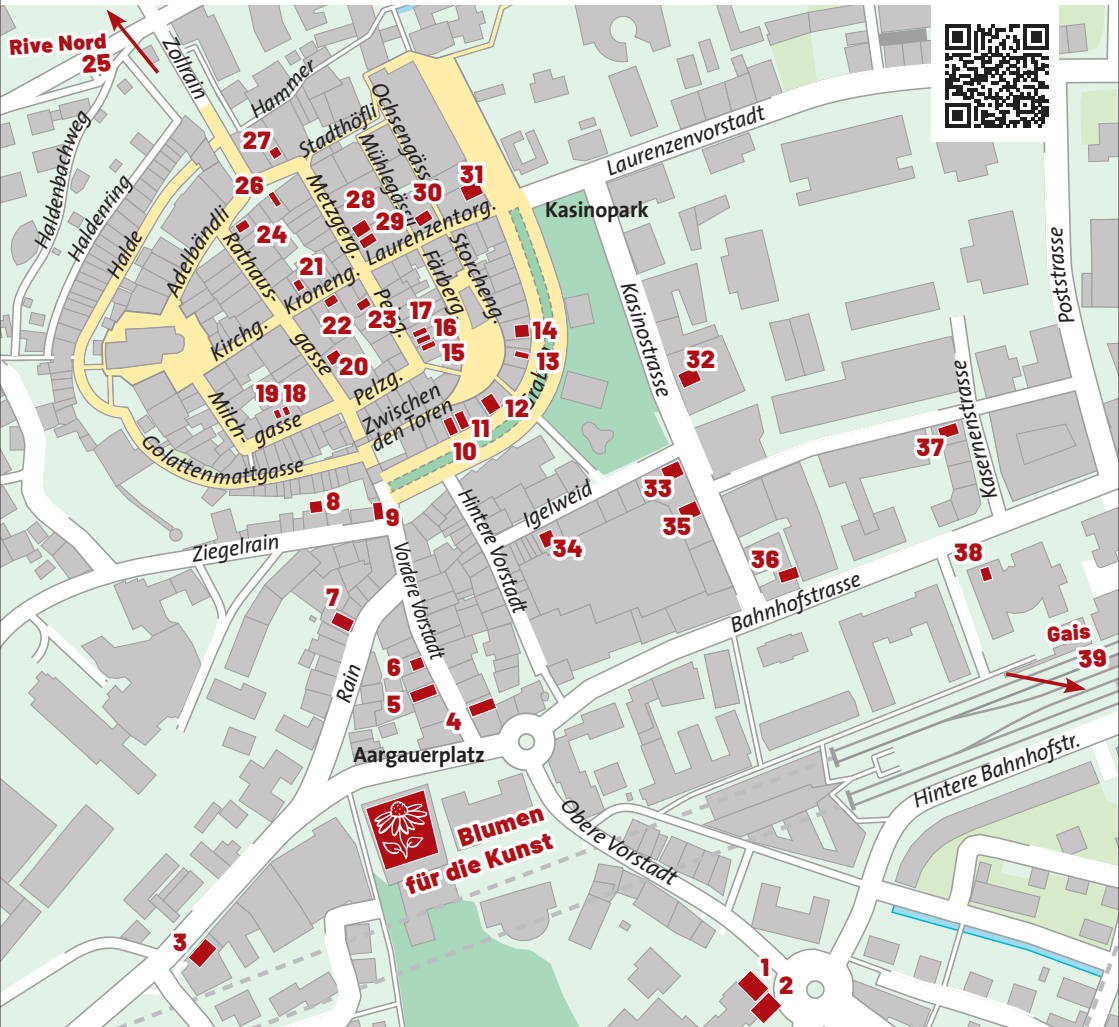 Rive Nord
25
Zollrain
Hammer
Haldenbachweg
Haldenring
Halde
Adelbändli
Stadthöfli
Ochsengäss
Mühlegäss
27
26
24
Metzgerg.
28
29
30
31
Laurenzentorg.
Laurenzenvorstadt
Kasinopark
Rathaus-
gasse
21
Kroneng.
22
23
Färberg.
Storcheng.
Kirchg.
17
16
15
14
13
20
Pelzg.
19
18
Milch-
gasse
Zwischen
den Toren
12
11
10
Golattenmattgasse
Kasinostrasse
32
Poststrasse
Kasernenstrasse
37
8
9
Ziegelrain
Hintere Vorstadt
Igelweid
33
34
35
Vordere Vorstadt
36
38
Bahnhofstrasse
7
6
5
4
Rain
Gais
39
Aargauerplatz
Hintere Bahnhofstr.
Blumen
für die Kunst
Obere Vorstadt
3
1
2